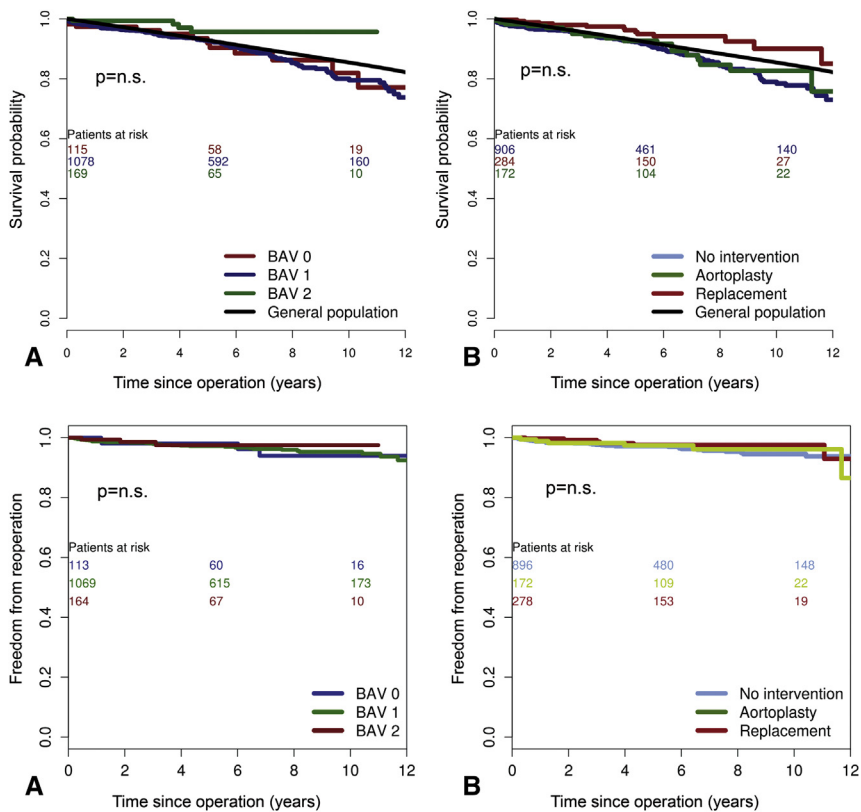 Survival probability
1.0
0.8
0.6
0.4
0.2
0.0
p=n.s.
Patients at risk
115 58 19
1078 592 160
169 65 10
BAV 0
BAV 1
BAV 2
General population
0 2 4 6 8 10 12
A
Time since operation (years)
Survival probability
1.0
0.8
0.6
0.4
0.2
0.0
p=n.s.
Patients at risk
906 461 140
284 150 27
172 104 22
No intervention
Aortoplasty
Replacement
General population
0 2 4 6 8 10 12
B
Time since operation (years)
Freedom from reoperation
1.0
0.8
0.6
0.4
0.2
0.0
p=n.s.
Patients at risk
113 60 16
1069 615 173
164 67 10
BAV 0
BAV 1
BAV 2
0 2 4 6 8 10 12
A
Time since operation (years)
Freedom from reoperation
1.0
0.8
0.6
0.4
0.2
0.0
p=n.s.
Patients at risk
896 480 148
172 109 22
278 153 19
No intervention
Aortoplasty
Replacement
0 2 4 6 8 10 12
B
Time since operation (years)